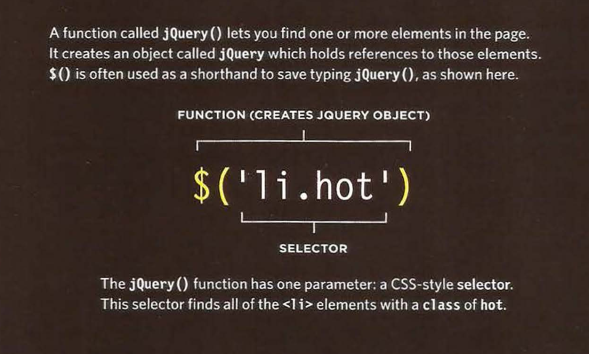 A function called jQuery() lets you find one or more elements in the page.
It creates an object called jQuery which holds references to those elements.
$() is often used as a shorthand to save typing jQuery(), as shown here.
FUNCTION (CREATES JQUERY OBJECT)
$('li.hot')
SELECTOR
The jQuery() function has one parameter: a CSS-style selector.
This selector finds all of the <li> elements with a class of hot.